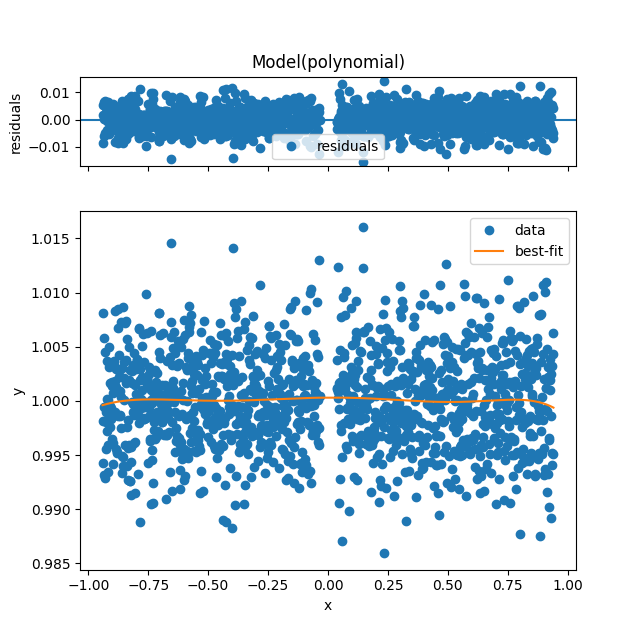 Model(polynomial)
residuals
0.01
0.00
−0.01
residuals
y
1.015
1.010
1.005
1.000
0.995
0.990
0.985
data
best-fit
−1.00 −0.75 −0.50 −0.25 0.00 0.25 0.50 0.75 1.00
x